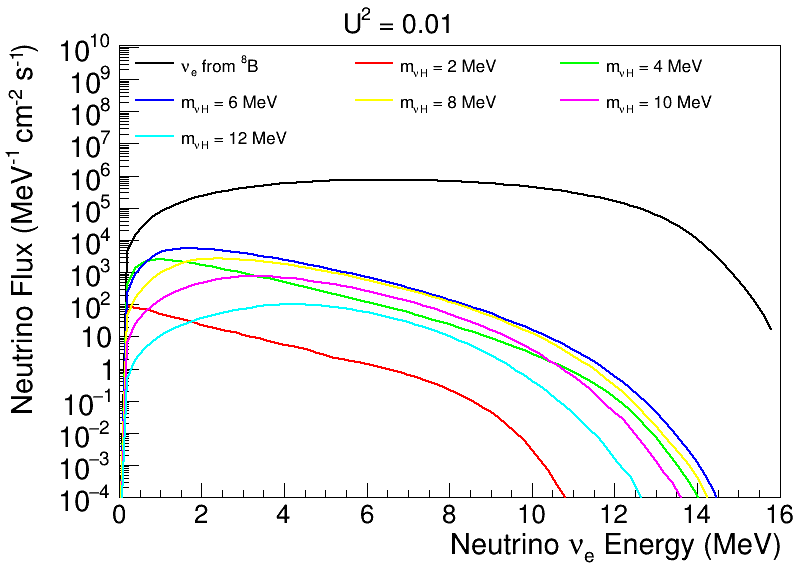 U² = 0.01
Neutrino Flux (MeV⁻¹ cm⁻² s⁻¹)
νₑ from ⁸B
m_νH = 2 MeV
m_νH = 4 MeV
m_νH = 6 MeV
m_νH = 8 MeV
m_νH = 10 MeV
m_νH = 12 MeV
10¹⁰
10⁹
10⁸
10⁷
10⁶
10⁵
10⁴
10³
10²
10
1
10⁻¹
10⁻²
10⁻³
10⁻⁴
0 2 4 6 8 10 12 14 16
Neutrino νₑ Energy (MeV)